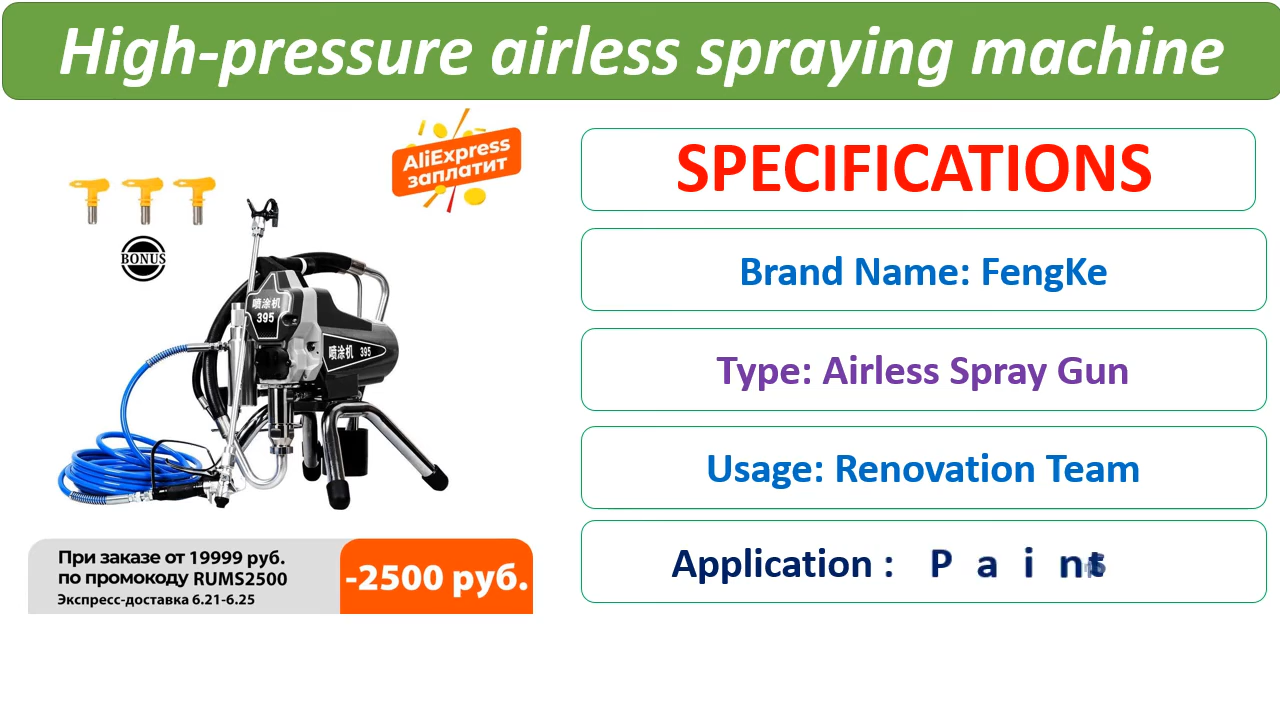 High-pressure airless spraying machine
AliExpress
заплатит
BONUS
喷涂机
395
喷涂机 395
При заказе от 19999 руб.
по промокоду RUMS2500
Экспресс-доставка 6.21-6.25
-2500 руб.
SPECIFICATIONS
Brand Name: FengKe
Type: Airless Spray Gun
Usage: Renovation Team
Application : Paint